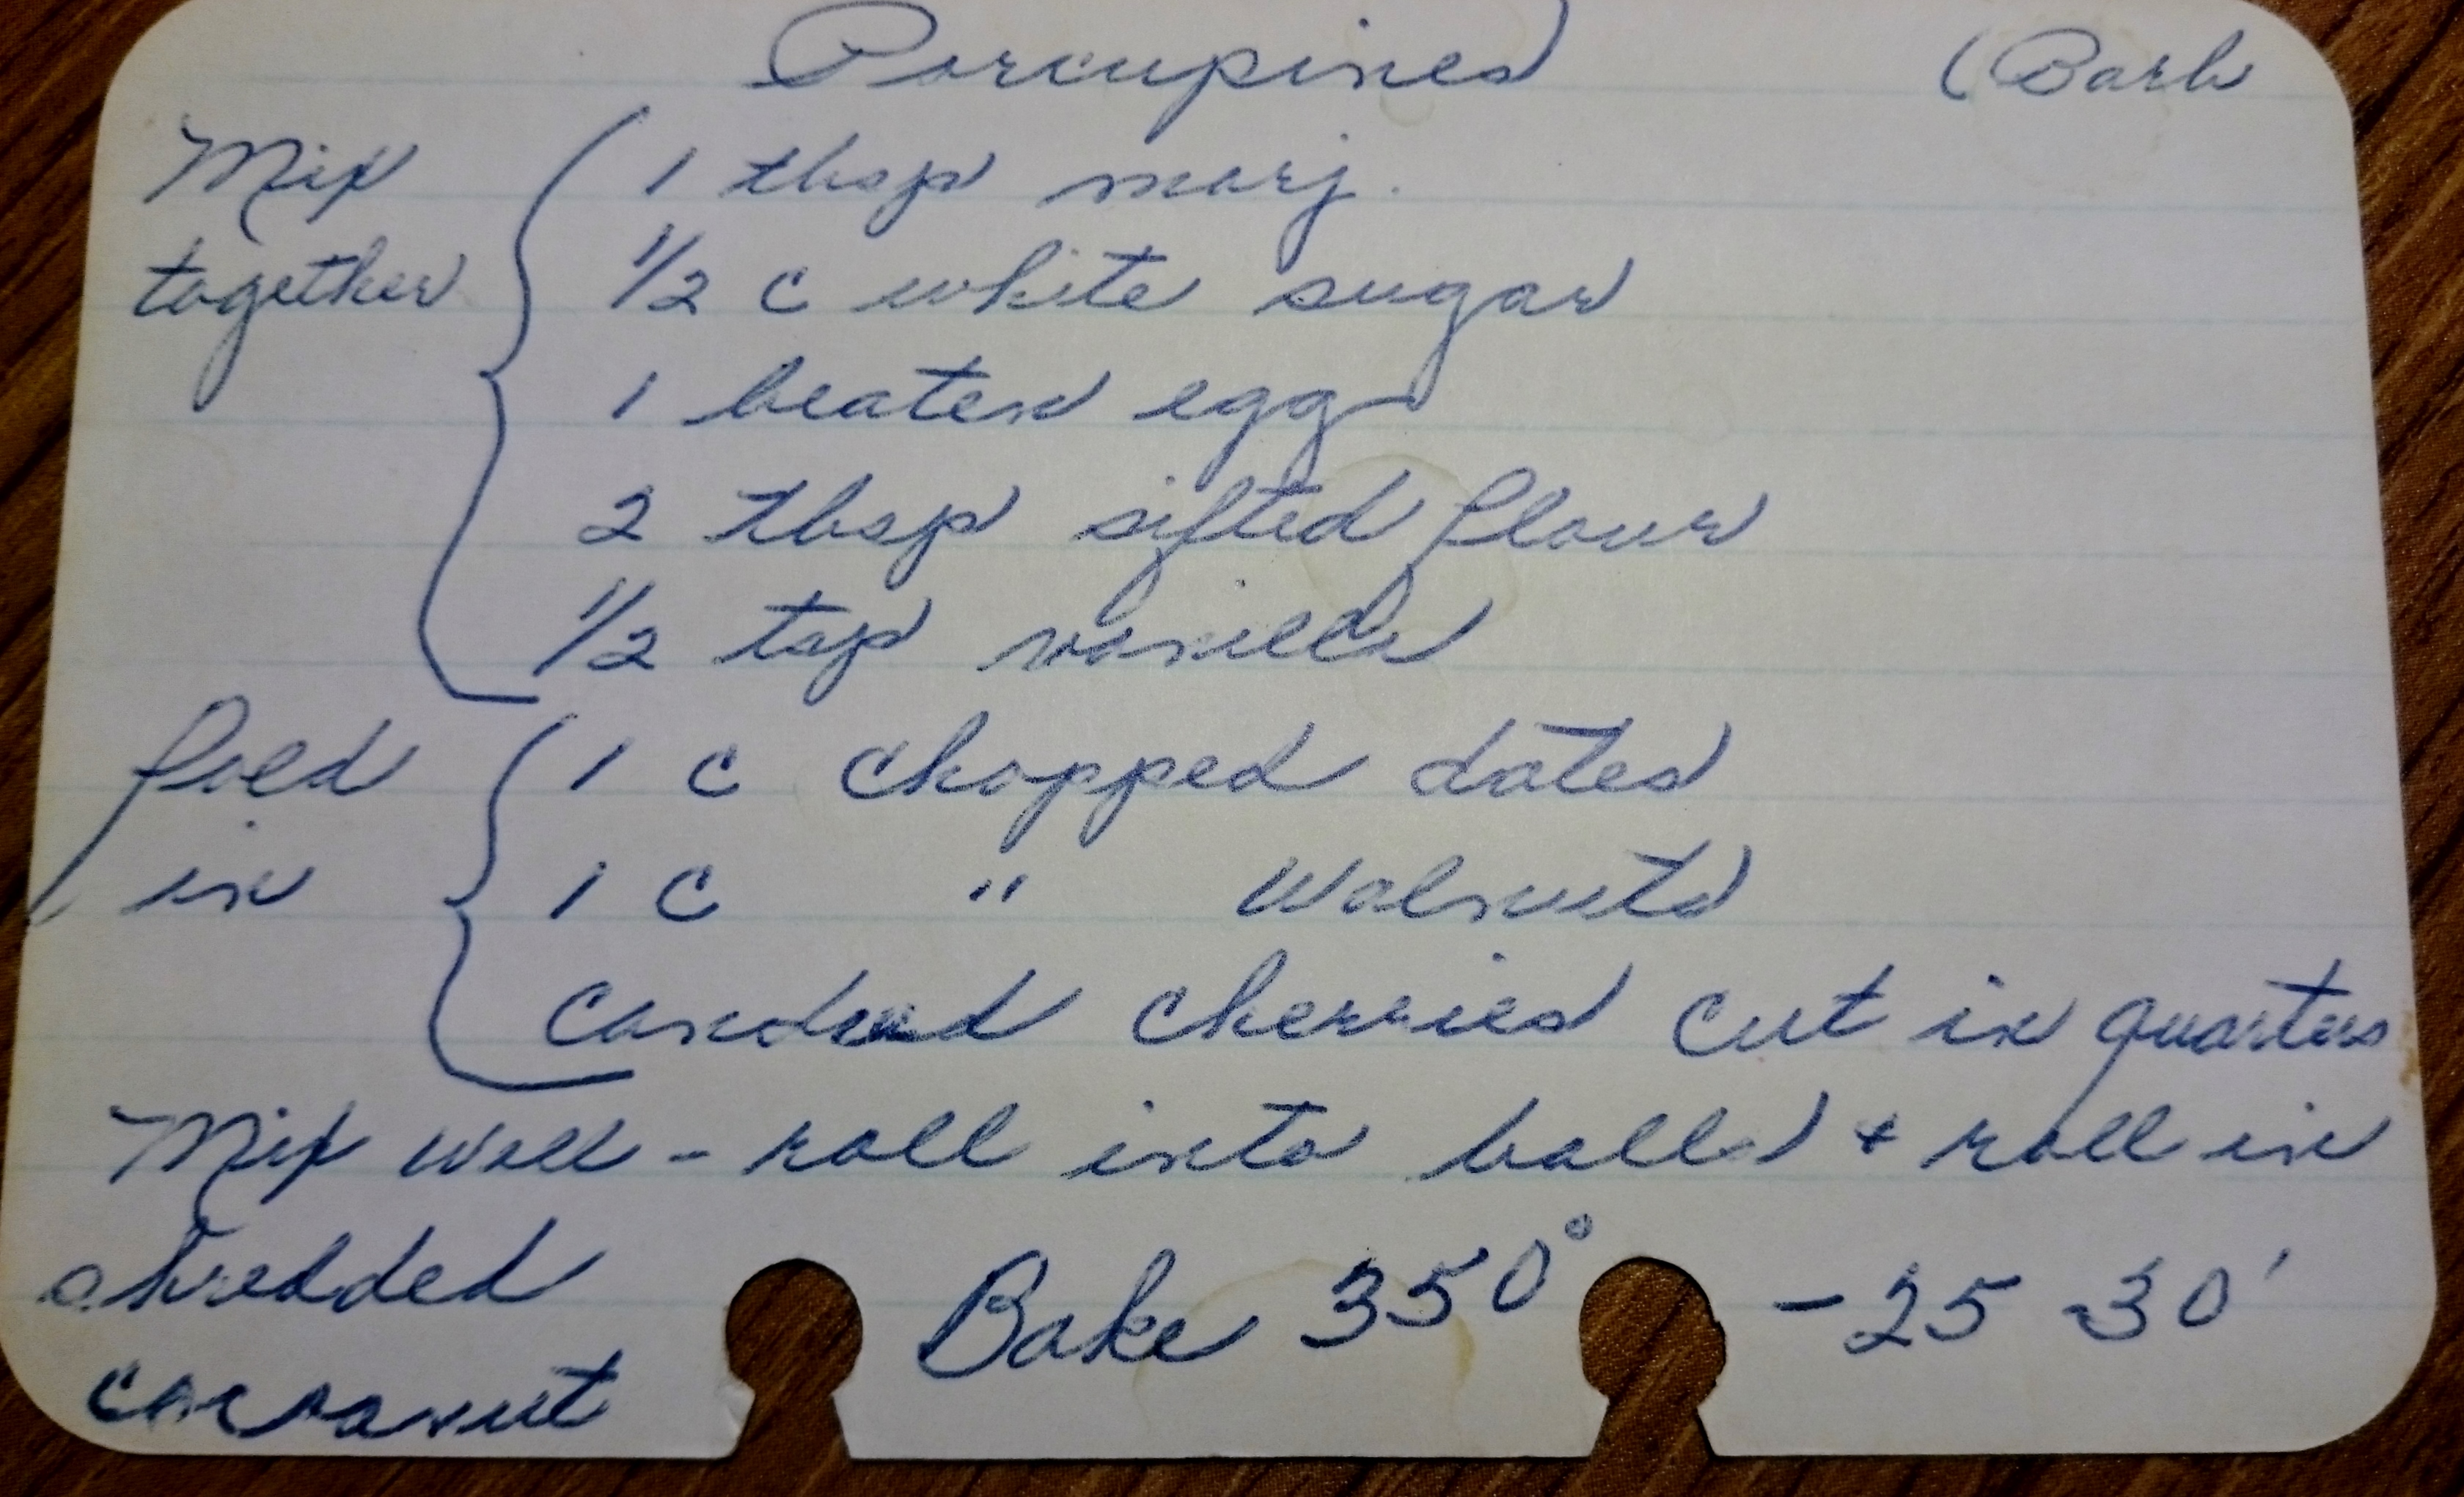 Porcupines (Barb
Mix { 1 tbsp marj.
together 1/2 c white sugar
1 beaten egg
2 tbsp sifted flour
1/2 tsp vanilla
fold { 1 c chopped dates
in 1 c " walnuts
candied cherries cut in quarters
Mix well - roll into balls + roll in
shredded Bake 350° - 25-30'
cocoanut